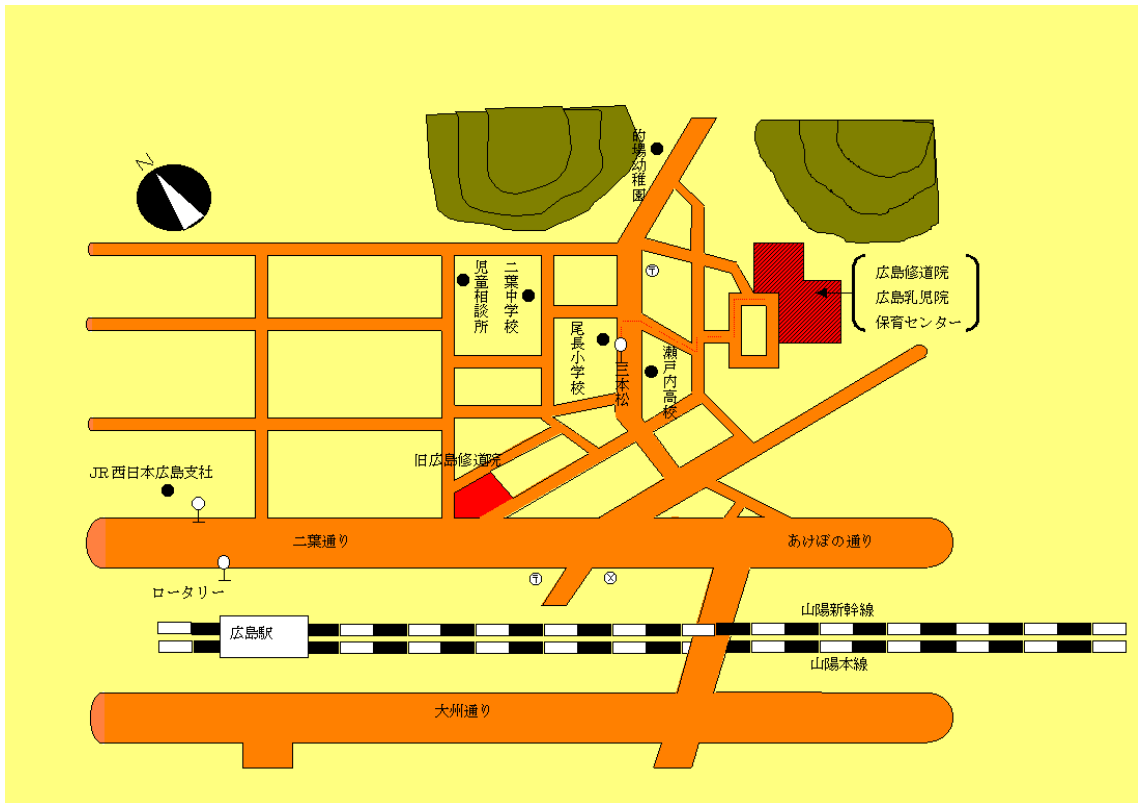 N
的場幼稚園
児童相談所
二葉中学校
〒
広島修道院
広島乳児院
保育センター
尾長小学校
三本松
瀬戸内高校
旧広島修道院
JR西日本広島支社
二葉通り
あけぼの通り
〒
ロータリー
山陽新幹線
広島駅
山陽本線
大州通り